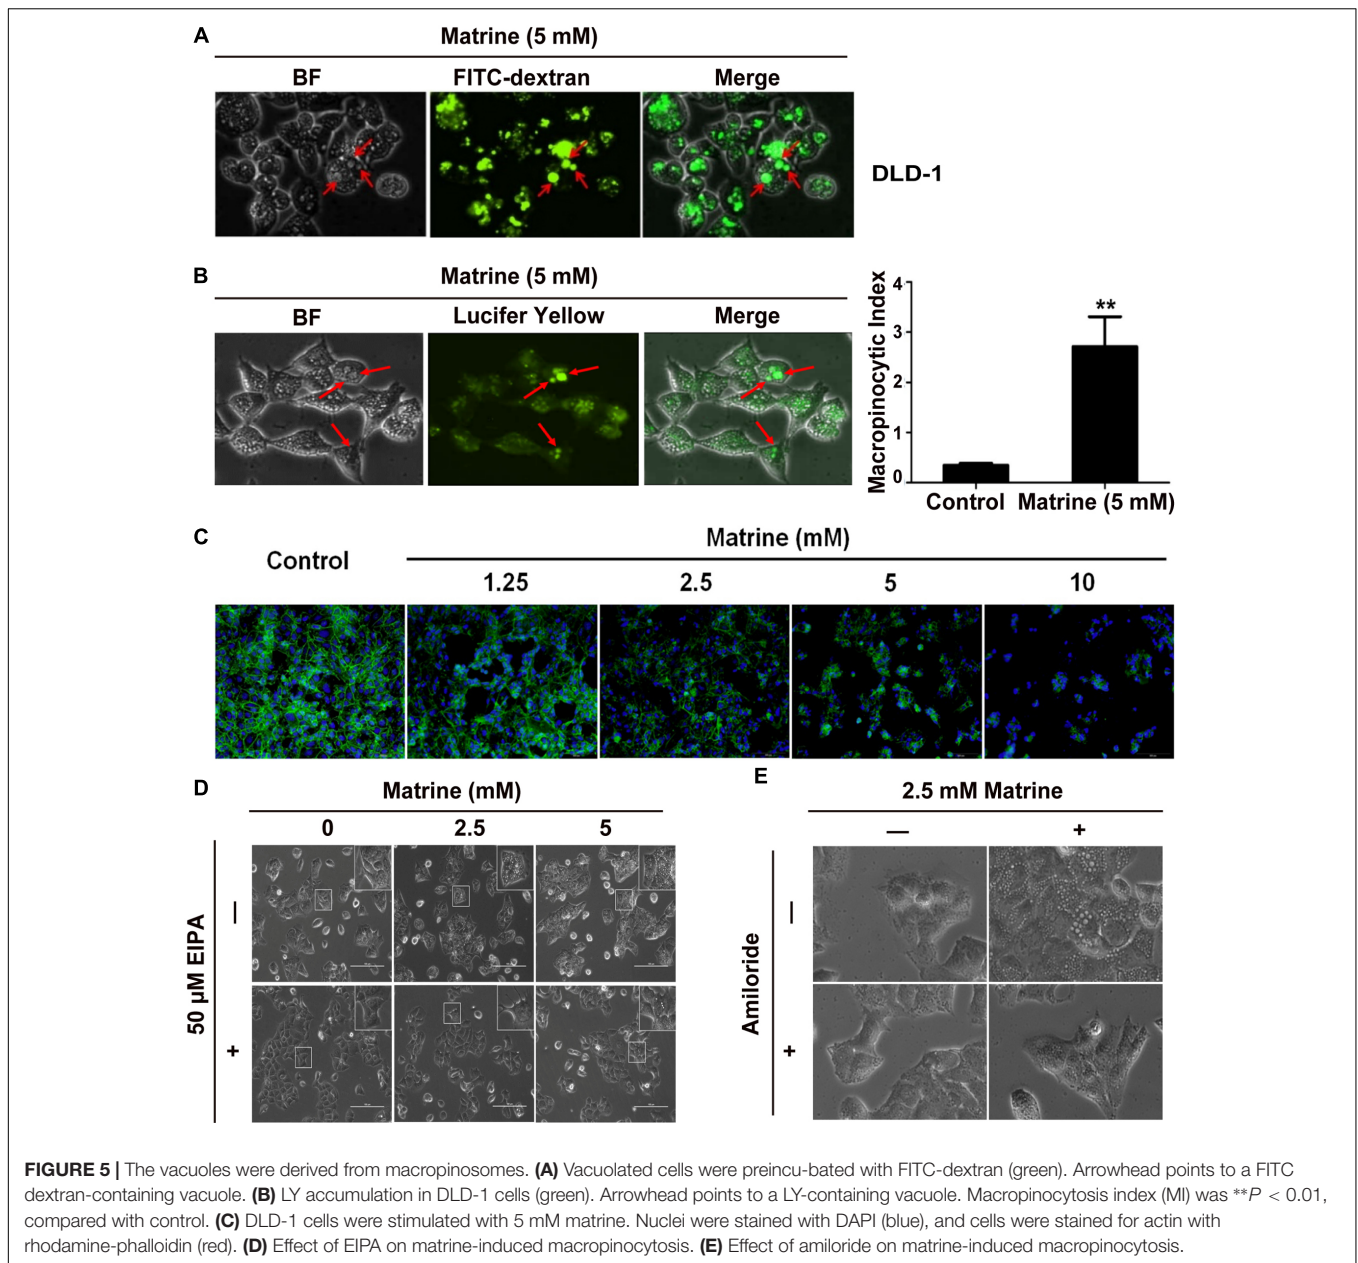 A
Matrine (5 mM)
BF FITC-dextran Merge
DLD-1
B
Matrine (5 mM)
BF Lucifer Yellow Merge
Macropinocytic Index
4
3
2
1
0
**
Control Matrine (5 mM)
C
Control
Matrine (mM)
1.25 2.5 5 10
D
Matrine (mM)
0 2.5 5
50 µM EIPA
—
+
E
2.5 mM Matrine
— +
Amiloride
—
+
FIGURE 5 | The vacuoles were derived from macropinosomes. (A) Vacuolated cells were preincu-bated with FITC-dextran (green). Arrowhead points to a FITC
dextran-containing vacuole. (B) LY accumulation in DLD-1 cells (green). Arrowhead points to a LY-containing vacuole. Macropinocytosis index (MI) was **P < 0.01,
compared with control. (C) DLD-1 cells were stimulated with 5 mM matrine. Nuclei were stained with DAPI (blue), and cells were stained for actin with
rhodamine-phalloidin (red). (D) Effect of EIPA on matrine-induced macropinocytosis. (E) Effect of amiloride on matrine-induced macropinocytosis.